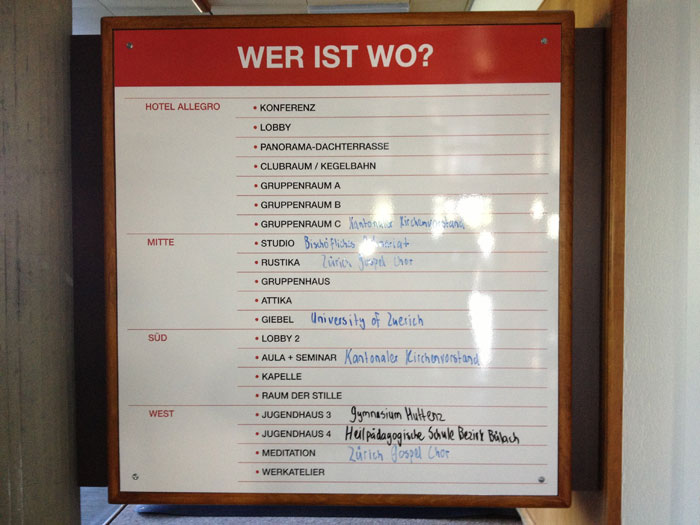 WER IST WO?
HOTEL ALLEGRO • KONFERENZ
• LOBBY
• PANORAMA-DACHTERRASSE
• CLUBRAUM / KEGELBAHN
• GRUPPENRAUM A
• GRUPPENRAUM B
• GRUPPENRAUM C Kantonaler Kirchenvorstand
MITTE • STUDIO Bischöfliches
• RUSTIKA Zürich Gospel Chor
• GRUPPENHAUS
• ATTIKA
• GIEBEL University of Zuerich
SÜD • LOBBY 2
• AULA + SEMINAR Kantonaler Kirchenvorstand
• KAPELLE
• RAUM DER STILLE
WEST • JUGENDHAUS 3 Gymnasium Muttenz
• JUGENDHAUS 4 Heilpädagogische Schule Bezirk Bülach
• MEDITATION Zürich Gospel Chor
• WERKATELIER